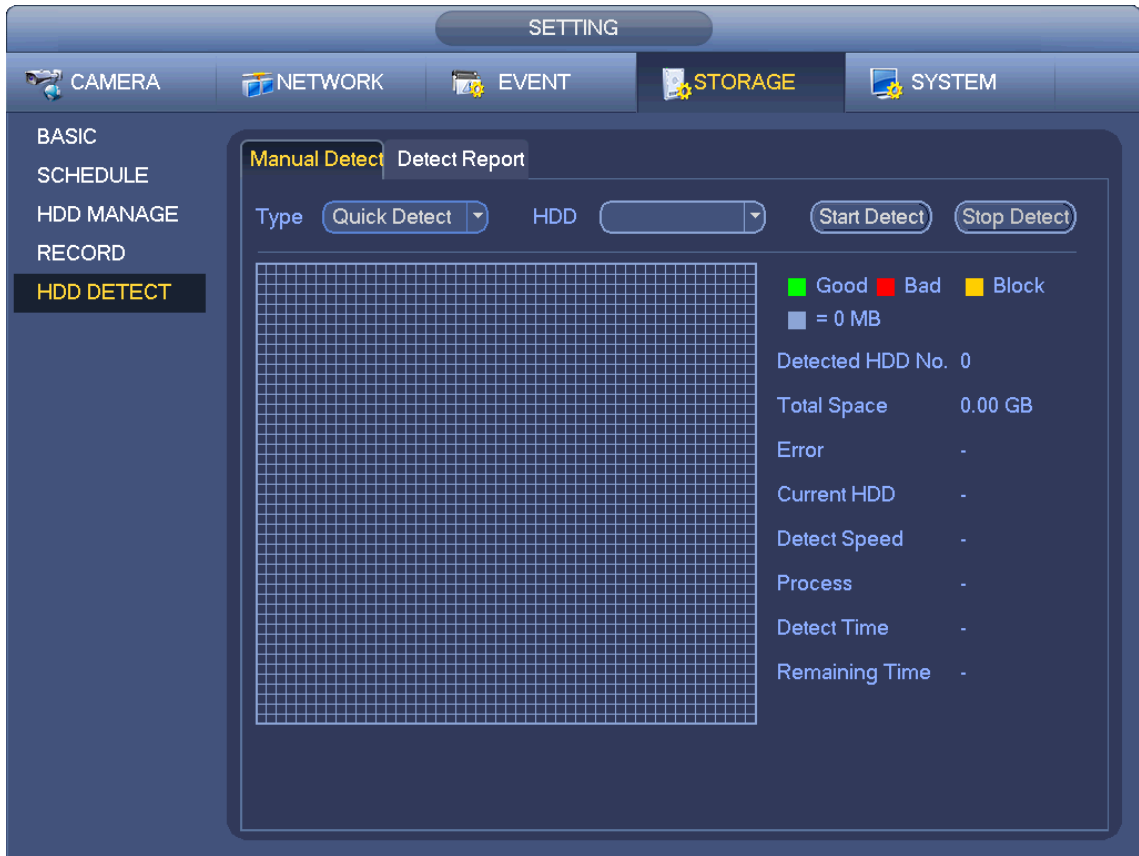 SETTING
CAMERA NETWORK EVENT STORAGE SYSTEM
BASIC
SCHEDULE
HDD MANAGE
RECORD
HDD DETECT
Manual Detect Detect Report
Type Quick Detect HDD Start Detect Stop Detect
Good Bad Block
= 0 MB
Detected HDD No. 0
Total Space 0.00 GB
Error -
Current HDD -
Detect Speed -
Process -
Detect Time -
Remaining Time -